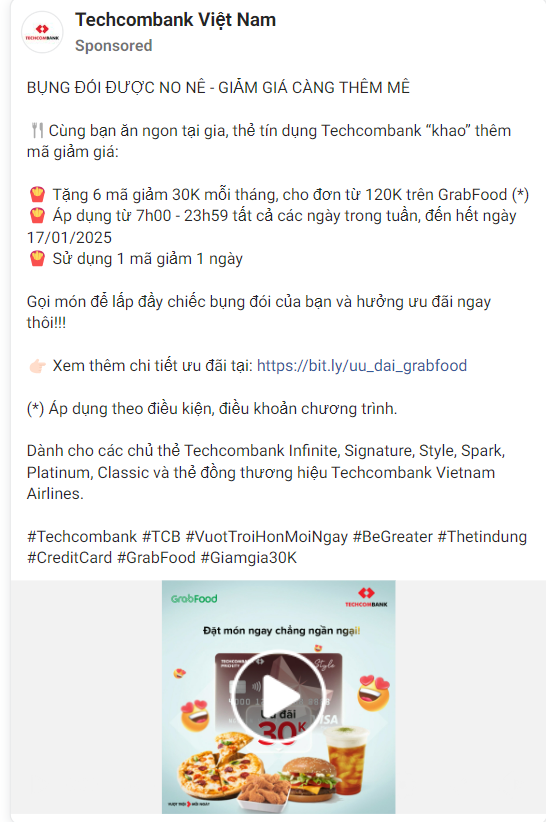 Techcombank Việt Nam
Sponsored
BỤNG ĐÓI ĐƯỢC NO NÊ - GIẢM GIÁ CÀNG THÊM MÊ
🍴Cùng bạn ăn ngon tại gia, thẻ tín dụng Techcombank “khao” thêm
mã giảm giá:
🍟 Tặng 6 mã giảm 30K mỗi tháng, cho đơn từ 120K trên GrabFood (*)
🍟 Áp dụng từ 7h00 - 23h59 tất cả các ngày trong tuần, đến hết ngày
17/01/2025
🍟 Sử dụng 1 mã giảm 1 ngày
Gọi món để lấp đầy chiếc bụng đói của bạn và hưởng ưu đãi ngay
thôi!!!
👉🏻 Xem thêm chi tiết ưu đãi tại: https://bit.ly/uu_dai_grabfood
(*) Áp dụng theo điều kiện, điều khoản chương trình.
Dành cho các chủ thẻ Techcombank Infinite, Signature, Style, Spark,
Platinum, Classic và thẻ đồng thương hiệu Techcombank Vietnam
Airlines.
#Techcombank #TCB #VuotTroiHonMoiNgay #BeGreater #Thetindung
#CreditCard #GrabFood #Giamgia30K
GrabFood
TECHCOMBANK
Đặt món ngay chẳng ngần ngại!
TECHCOMBANK
Style
VISA
Ưu đãi
30K
VƯỢT TRỘI MỖI NGÀY